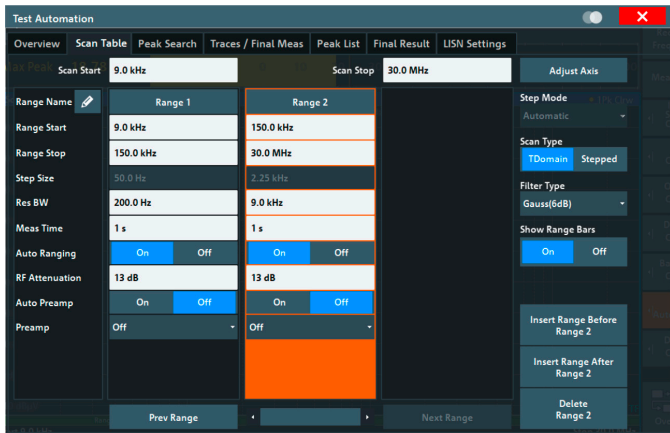 Test Automation
Overview Scan Table Peak Search Traces / Final Meas Peak List Final Result LISN Settings
Scan Start 9.0 kHz Scan Stop 30.0 MHz Adjust Axis
Range Name Range 1 Range 2 Step Mode
Automatic
Range Start 9.0 kHz 150.0 kHz
Range Stop 150.0 kHz 30.0 MHz Scan Type
TDomain Stepped
Step Size 50.0 Hz 2.25 kHz
Filter Type
Res BW 200.0 Hz 9.0 kHz Gauss(6dB)
Meas Time 1 s 1 s Show Range Bars
Auto Ranging On Off On Off On Off
RF Attenuation 13 dB 13 dB
Auto Preamp On Off On Off
Preamp Off Off
Insert Range Before
Range 2
Insert Range After
Range 2
Delete
Range 2
Prev Range Next Range